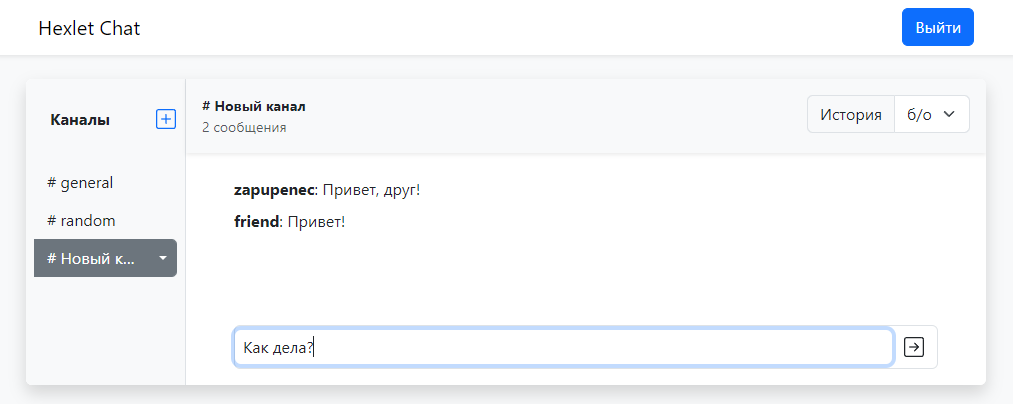 Hexlet Chat
Выйти
Каналы
# general
# random
# Новый к...
# Новый канал
2 сообщения
История
б/о
zapupenec: Привет, друг!
friend: Привет!
Как дела?